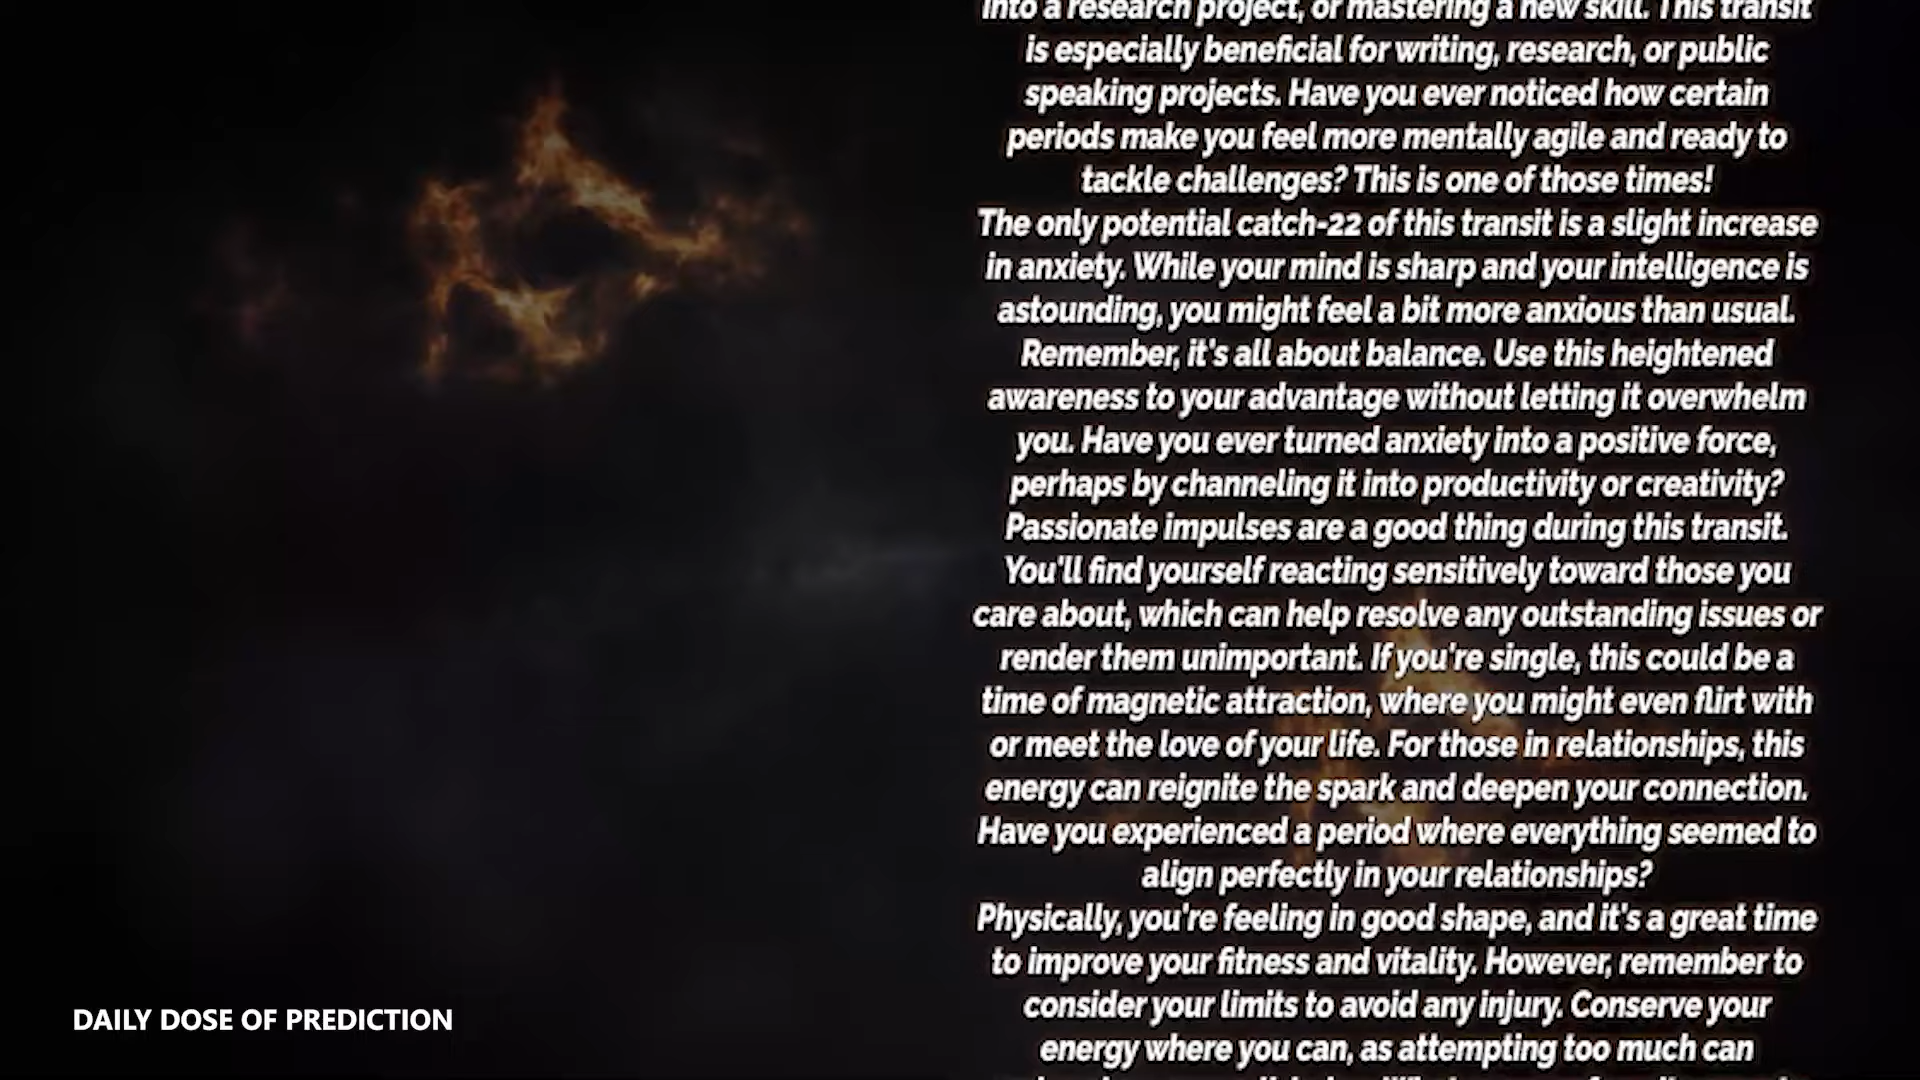 into a research project, or mastering a new skill. This transit
is especially beneficial for writing, research, or public
speaking projects. Have you ever noticed how certain
periods make you feel more mentally agile and ready to
tackle challenges? This is one of those times!
The only potential catch-22 of this transit is a slight increase
in anxiety. While your mind is sharp and your intelligence is
astounding, you might feel a bit more anxious than usual.
Remember, it's all about balance. Use this heightened
awareness to your advantage without letting it overwhelm
you. Have you ever turned anxiety into a positive force,
perhaps by channeling it into productivity or creativity?
Passionate impulses are a good thing during this transit.
You'll find yourself reacting sensitively toward those you
care about, which can help resolve any outstanding issues or
render them unimportant. If you're single, this could be a
time of magnetic attraction, where you might even flirt with
or meet the love of your life. For those in relationships, this
energy can reignite the spark and deepen your connection.
Have you experienced a period where everything seemed to
align perfectly in your relationships?
Physically, you're feeling in good shape, and it's a great time
to improve your fitness and vitality. However, remember to
consider your limits to avoid any injury. Conserve your
energy where you can, as attempting too much can
DAILY DOSE OF PREDICTION